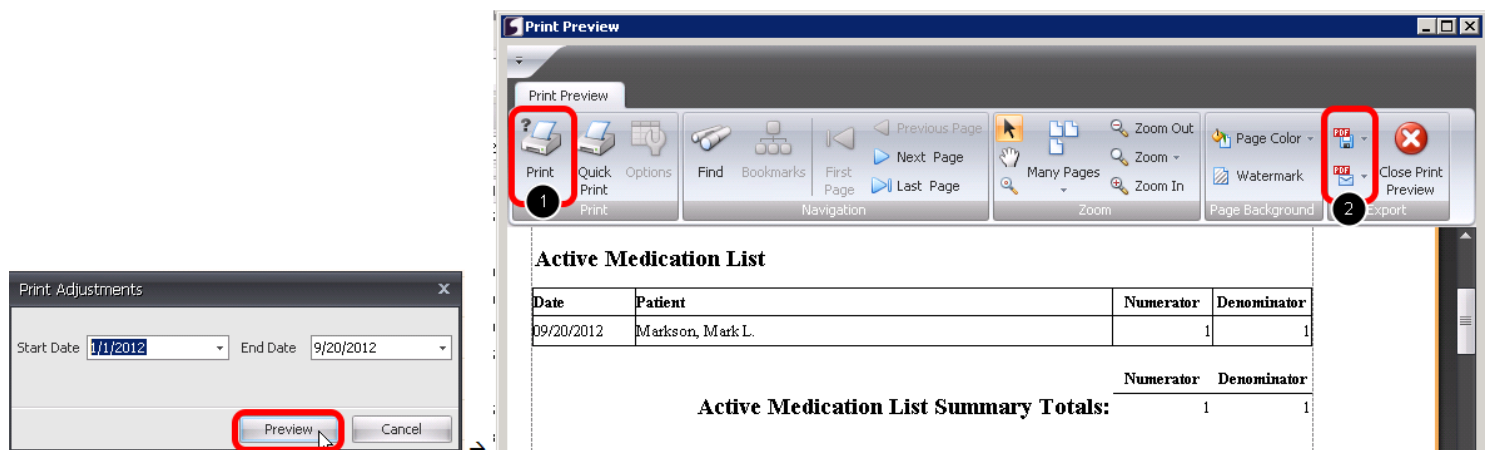 Print Adjustments
x
Start Date 1/1/2012 End Date 9/20/2012
Preview Cancel
→
Print Preview
Print Preview
?
Print Quick Print Options
1
Print
Find Bookmarks First Page Previous Page
Next Page
Last Page
Navigation
Many Pages Zoom Out
Zoom
Zoom In
Zoom
Page Color
Watermark
Page Background
PDF
PDF
2
Export
Close Print Preview
Active Medication List
Date Patient Numerator Denominator
09/20/2012 Markson, Mark L. 1 1
Numerator Denominator
Active Medication List Summary Totals: 1 1